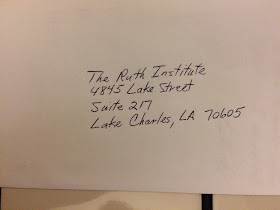 The Ruth Institute
4845 Lake Street
Suite 217
Lake Charles, LA 70605